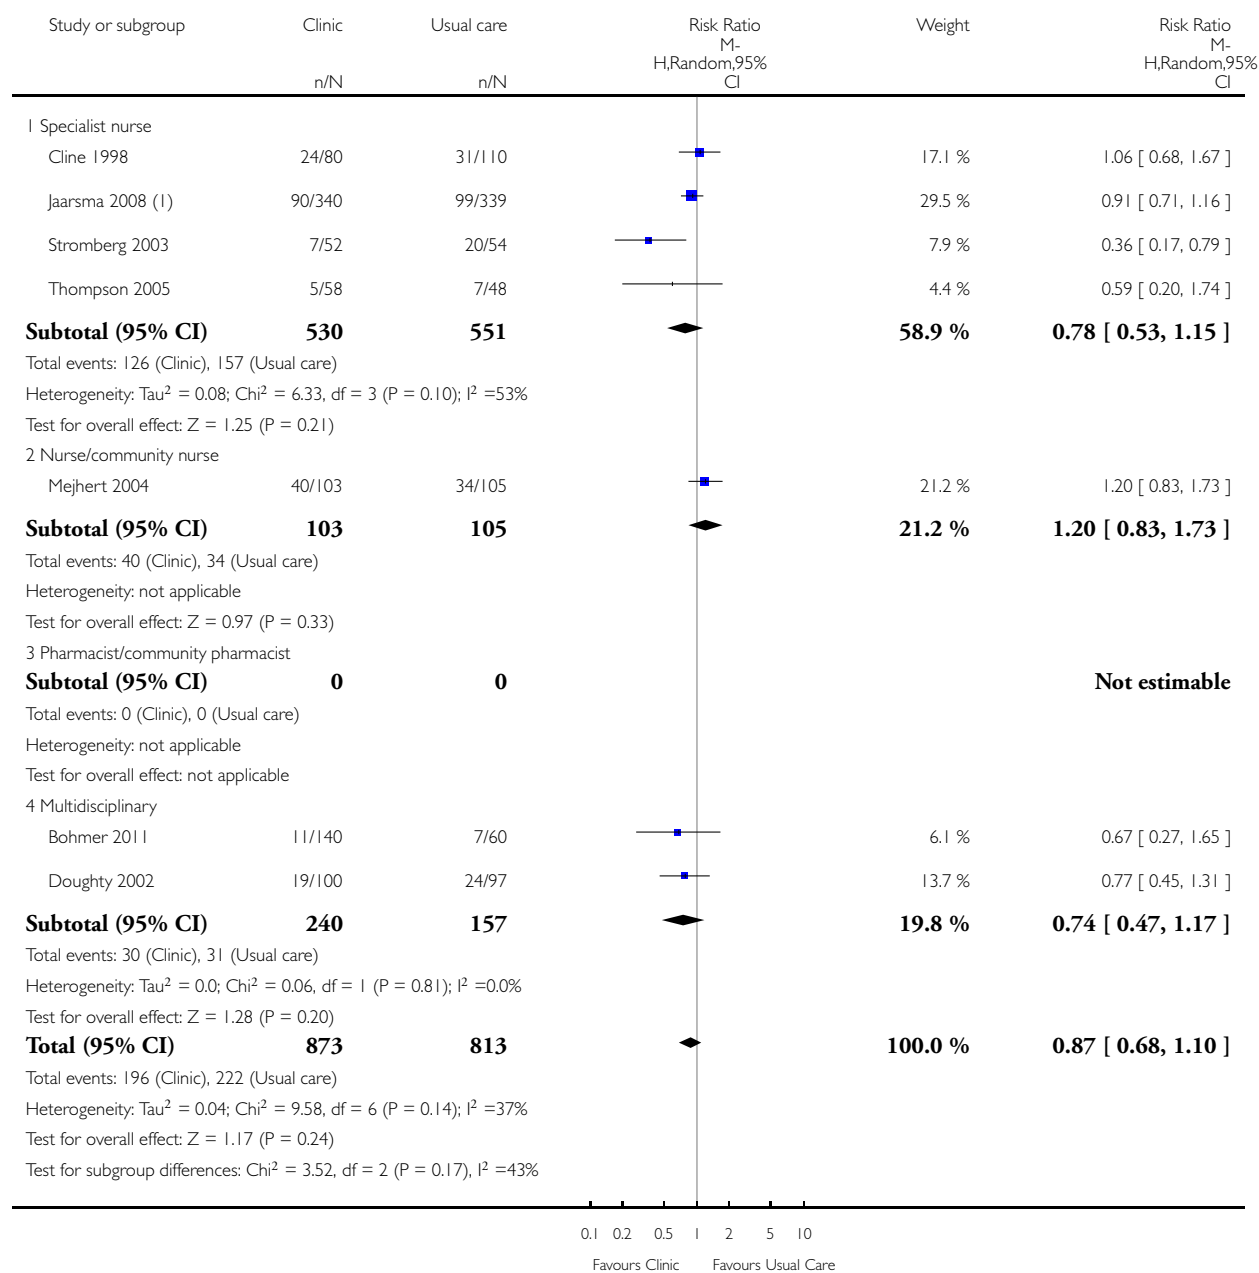 Study or subgroup Clinic Usual care Risk Ratio Weight Risk Ratio
M- M-
H,Random,95% H,Random,95%
n/N n/N CI CI
1 Specialist nurse
Cline 1998 24/80 31/110 17.1 % 1.06 [ 0.68, 1.67 ]
Jaarsma 2008 (1) 90/340 99/339 29.5 % 0.91 [ 0.71, 1.16 ]
Stromberg 2003 7/52 20/54 7.9 % 0.36 [ 0.17, 0.79 ]
Thompson 2005 5/58 7/48 4.4 % 0.59 [ 0.20, 1.74 ]
Subtotal (95% CI) 530 551 58.9 % 0.78 [ 0.53, 1.15 ]
Total events: 126 (Clinic), 157 (Usual care)
Heterogeneity: Tau² = 0.08; Chi² = 6.33, df = 3 (P = 0.10); I² =53%
Test for overall effect: Z = 1.25 (P = 0.21)
2 Nurse/community nurse
Mejhert 2004 40/103 34/105 21.2 % 1.20 [ 0.83, 1.73 ]
Subtotal (95% CI) 103 105 21.2 % 1.20 [ 0.83, 1.73 ]
Total events: 40 (Clinic), 34 (Usual care)
Heterogeneity: not applicable
Test for overall effect: Z = 0.97 (P = 0.33)
3 Pharmacist/community pharmacist
Subtotal (95% CI) 0 0 Not estimable
Total events: 0 (Clinic), 0 (Usual care)
Heterogeneity: not applicable
Test for overall effect: not applicable
4 Multidisciplinary
Bohmer 2011 11/140 7/60 6.1 % 0.67 [ 0.27, 1.65 ]
Doughty 2002 19/100 24/97 13.7 % 0.77 [ 0.45, 1.31 ]
Subtotal (95% CI) 240 157 19.8 % 0.74 [ 0.47, 1.17 ]
Total events: 30 (Clinic), 31 (Usual care)
Heterogeneity: Tau² = 0.0; Chi² = 0.06, df = 1 (P = 0.81); I² =0.0%
Test for overall effect: Z = 1.28 (P = 0.20)
Total (95% CI) 873 813 100.0 % 0.87 [ 0.68, 1.10 ]
Total events: 196 (Clinic), 222 (Usual care)
Heterogeneity: Tau² = 0.04; Chi² = 9.58, df = 6 (P = 0.14); I² =37%
Test for overall effect: Z = 1.17 (P = 0.24)
Test for subgroup differences: Chi² = 3.52, df = 2 (P = 0.17), I² =43%
0.1 0.2 0.5 1 2 5 10
Favours Clinic Favours Usual Care